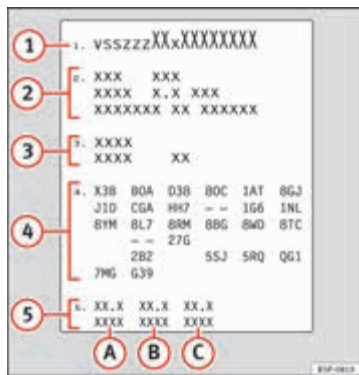 1 1. VSSZZZXXxXXXXXXXX
2. XXX XXX
2 XXXX X.X XXX
XXXXXXX XX XXXXXX
3. XXXX
3 XXXX XX
4. X3B B0A D3B 80C 1AT 8GJ
J1D CGA HH7 - - 1G6 1NL
4 8YM 8L7 8RM 8BG 8WD 8TC
- - 27G
2B2 5SJ 5RQ QG1
7MG G39
5 5. XX.X XX.X XX.X
XXXX XXXX XXXX
A B C